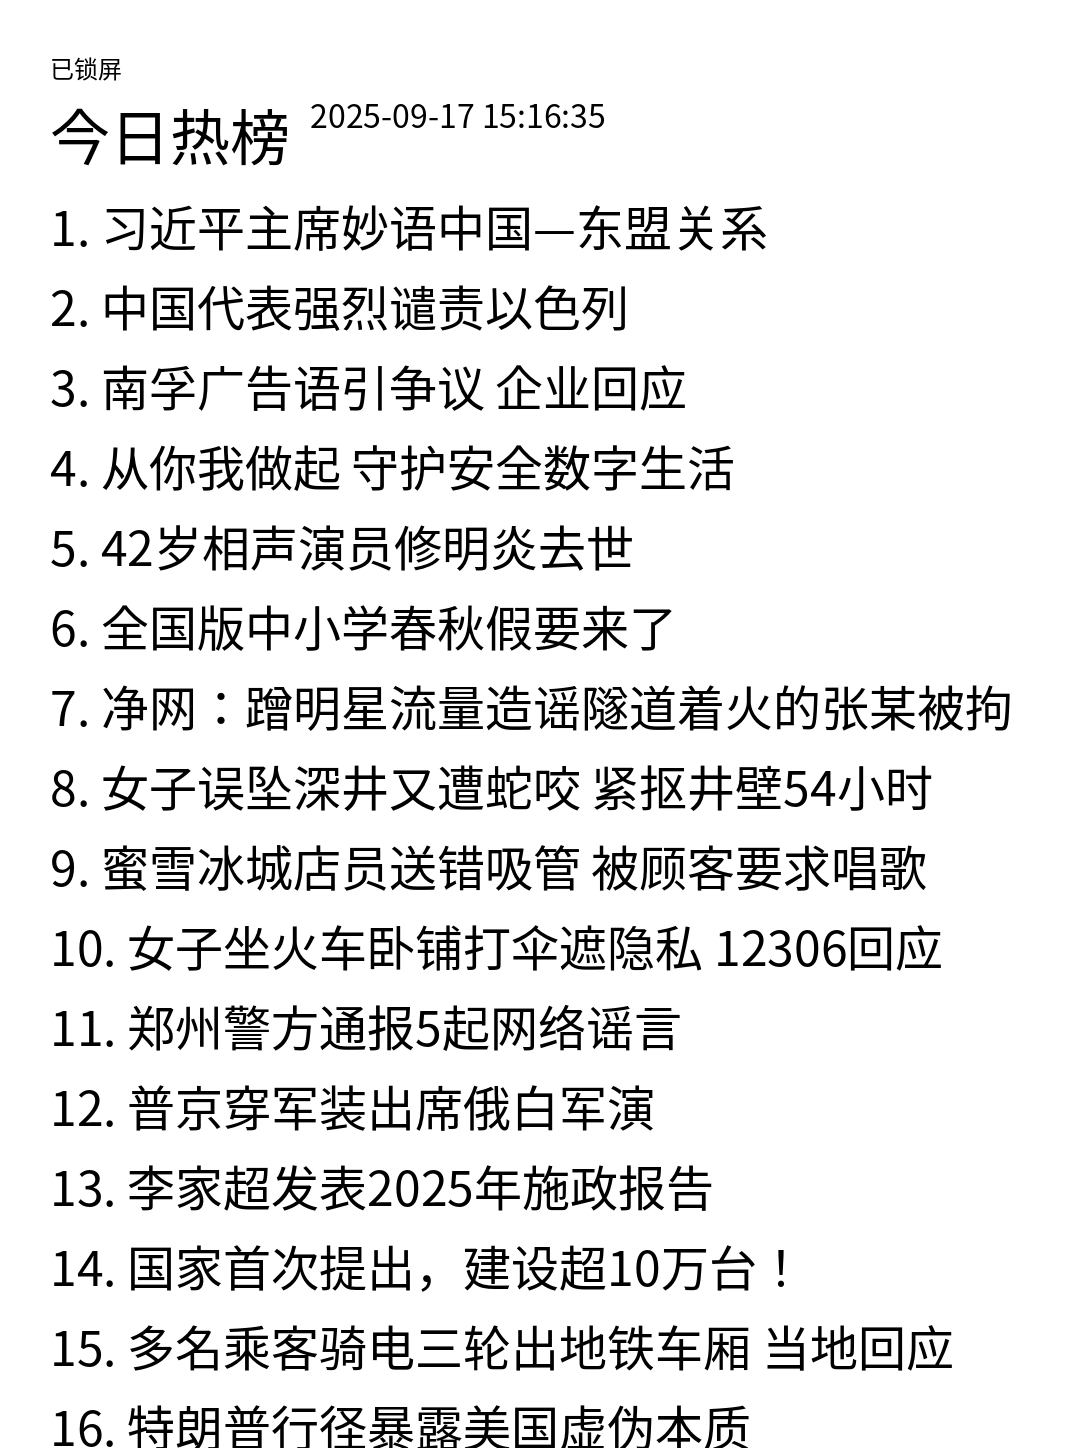 已锁屏
今日热榜 2025-09-17 15:16:35
1. 习近平主席妙语中国—东盟关系
2. 中国代表强烈谴责以色列
3. 南孚广告语引争议 企业回应
4. 从你我做起 守护安全数字生活
5. 42岁相声演员修明炎去世
6. 全国版中小学春秋假要来了
7. 净网：蹭明星流量造谣隧道着火的张某被拘
8. 女子误坠深井又遭蛇咬 紧抠井壁54小时
9. 蜜雪冰城店员送错吸管 被顾客要求唱歌
10. 女子坐火车卧铺打伞遮隐私 12306回应
11. 郑州警方通报5起网络谣言
12. 普京穿军装出席俄白军演
13. 李家超发表2025年施政报告
14. 国家首次提出，建设超10万台！
15. 多名乘客骑电三轮出地铁车厢 当地回应
16. 特朗普行径暴露美国虚伪本质